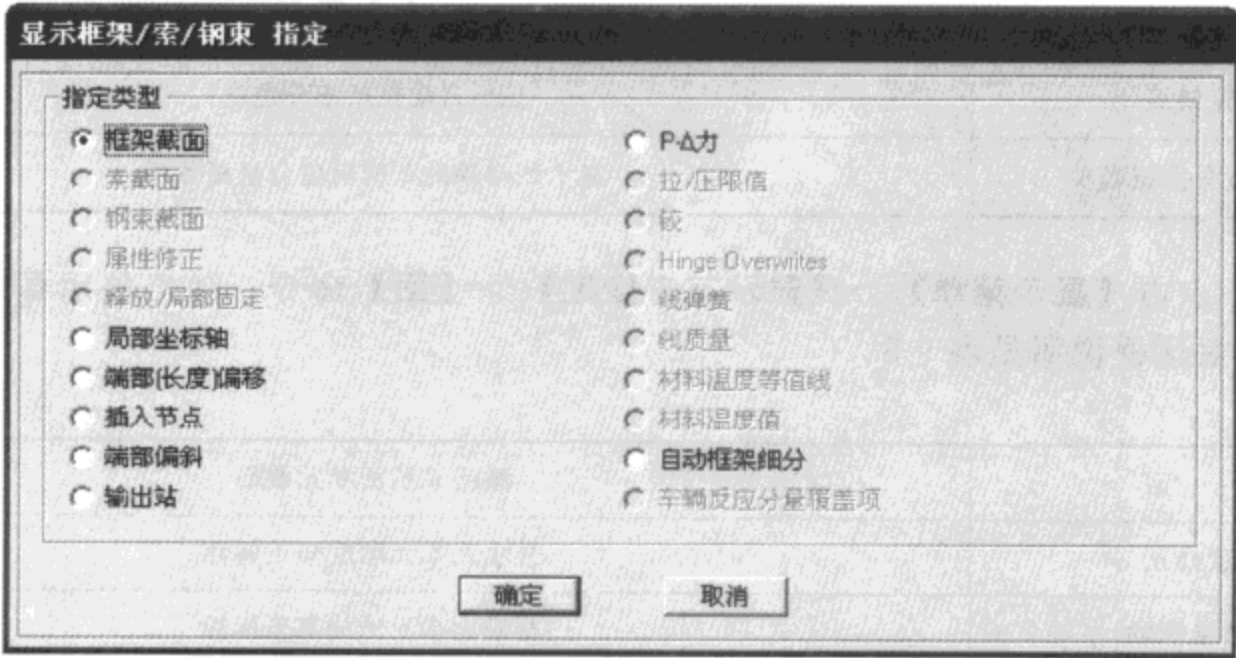 显示框架/索/钢束 指定
指定类型
框架截面
索截面
钢束截面
属性修正
释放/局部固定
局部坐标轴
端部(长度)偏移
插入节点
端部偏斜
输出站
P-Δ力
拉/压限值
铰
Hinge Overwrites
线弹簧
线质量
材料温度等值线
材料温度值
自动框架细分
车辆反应分量覆盖项
确定
取消